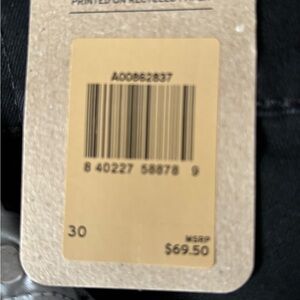 PRINTED ON RECYCLED
A00862837
8 40227 58878 9
30
MSRP
$69.50